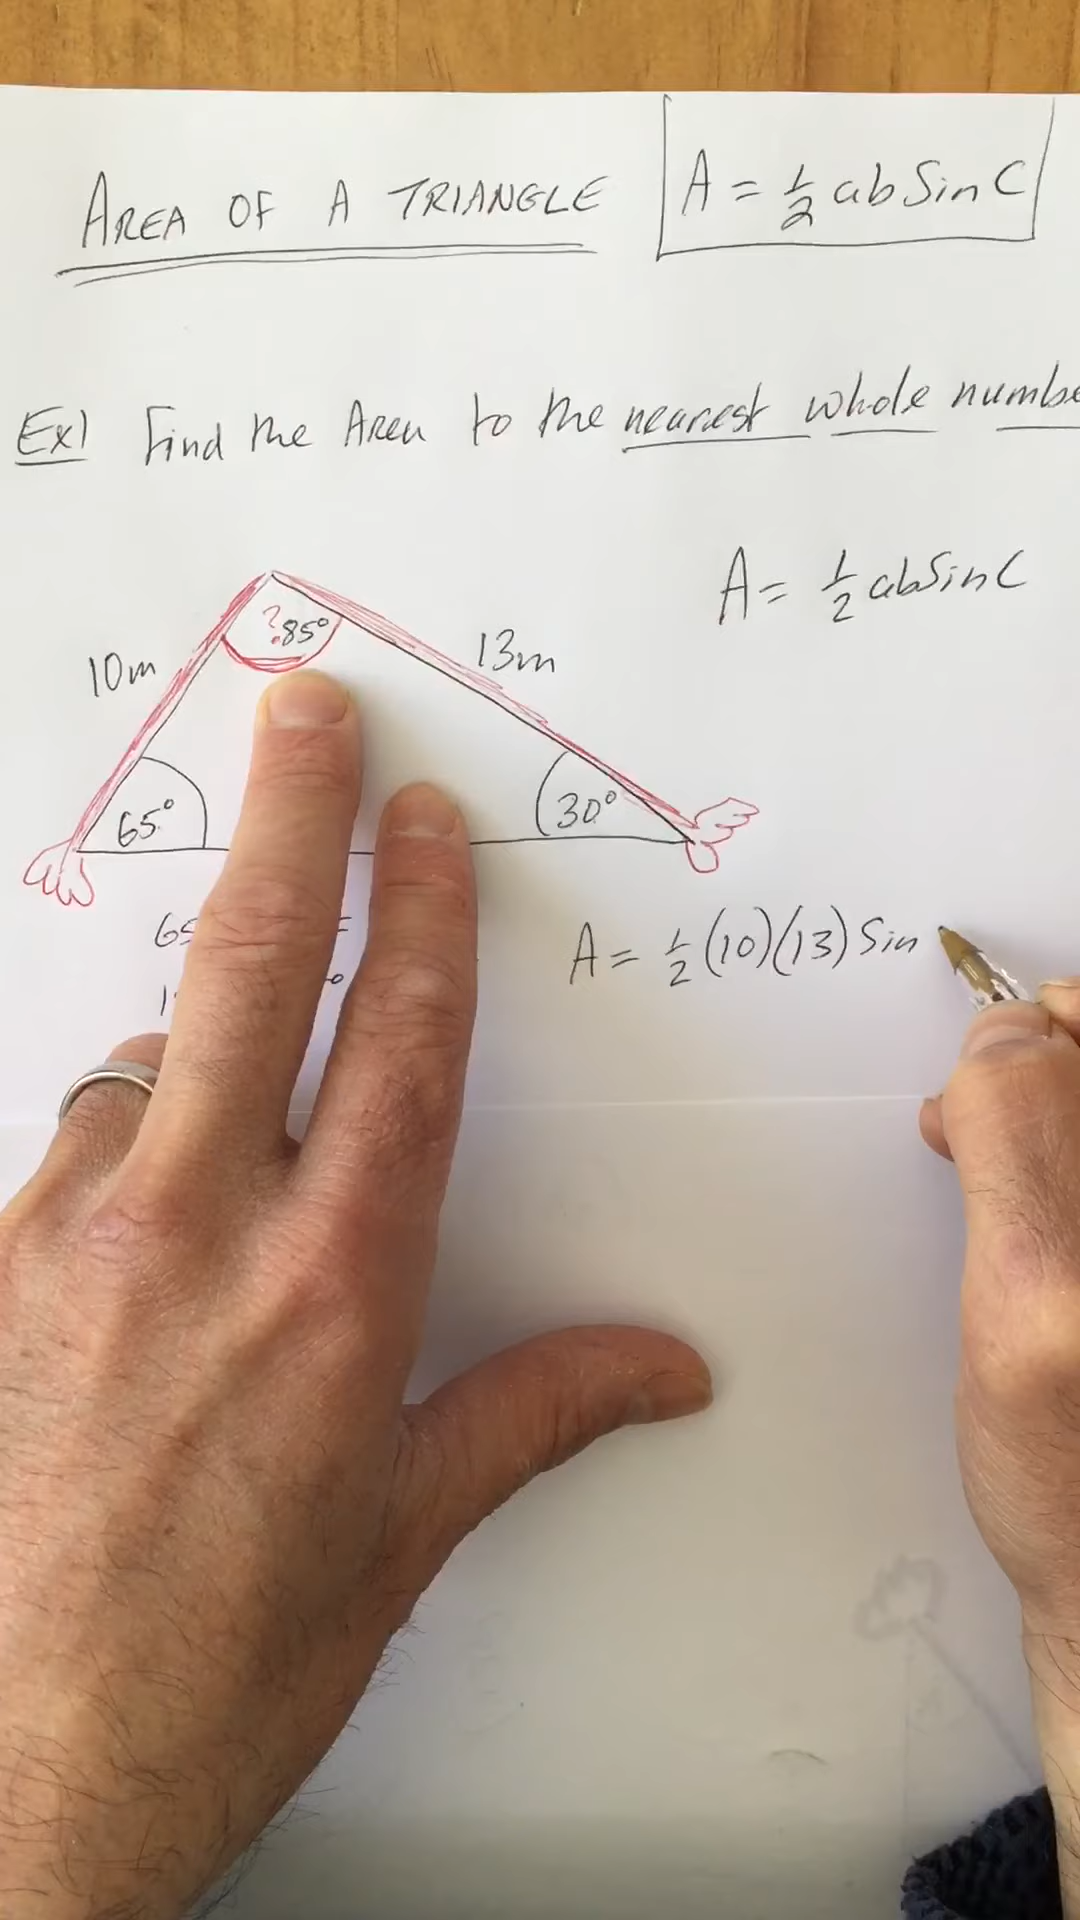 AREA OF A TRIANGLE
A = ½ ab Sin C
Ex1 Find the Area to the nearest whole
A = ½ abSinC
? 85°
10m
13m
65°
30°
A = ½ (10)(13) Sin